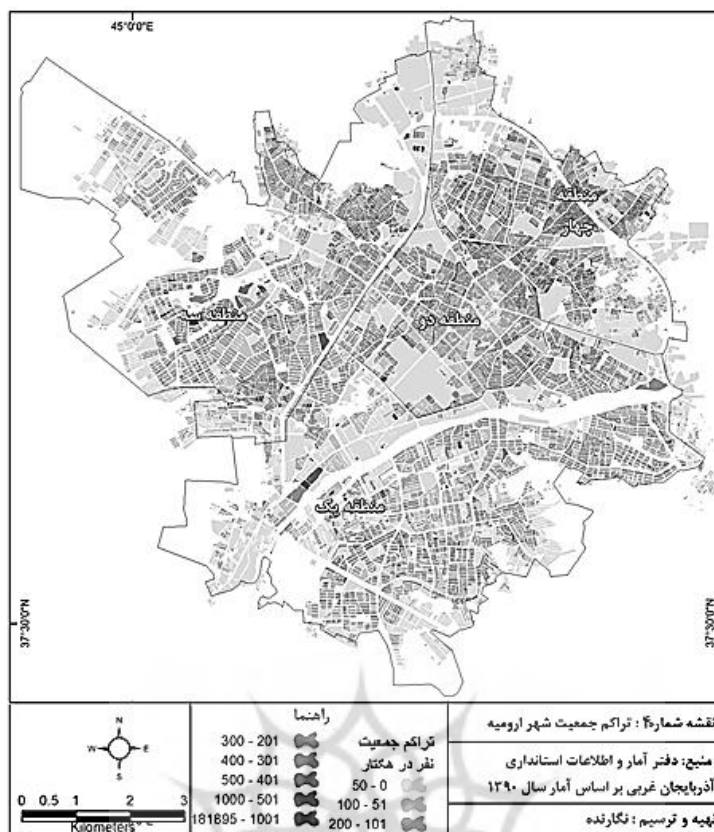 45°0'0"E
منطقه
چهار
منطقه دو
منطقه سه
منطقه یک
37°30'0"N
37°30'0"N
نقشه شماره۴ : تراکم جمعیت شهر ارومیه
منبع: دفتر آمار و اطلاعات استانداری
آذربایجان غربی بر اساس آمار سال ۱۳۹۰
تهیه و ترسیم : نگارنده
راهنما
تراکم جمعیت
نفر در هکتار
50 - 0
100 - 51
200 - 101
300 - 201
400 - 301
500 - 401
1000 - 501
181895 - 1001
N
W E
S
0 0.5 1 2 3
Kilometers